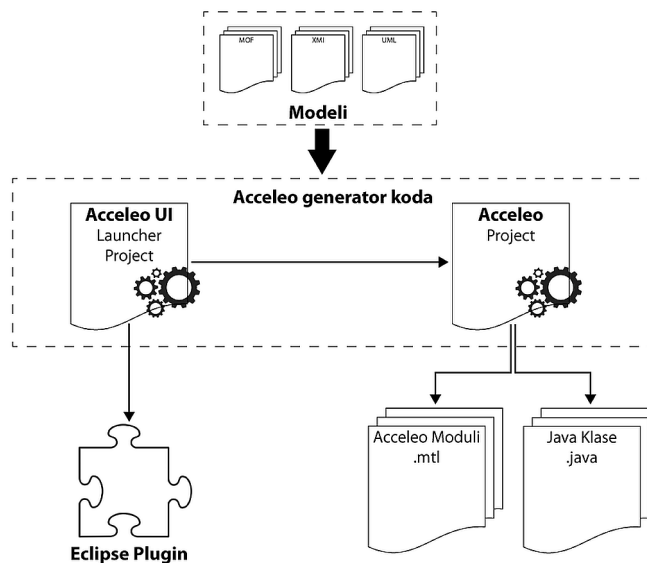 MOF
XMI
UML
Modeli
Acceleo generator koda
Acceleo UI
Launcher
Project
Acceleo
Project
Acceleo Moduli
.mtl
Java Klase
.java
Eclipse Plugin